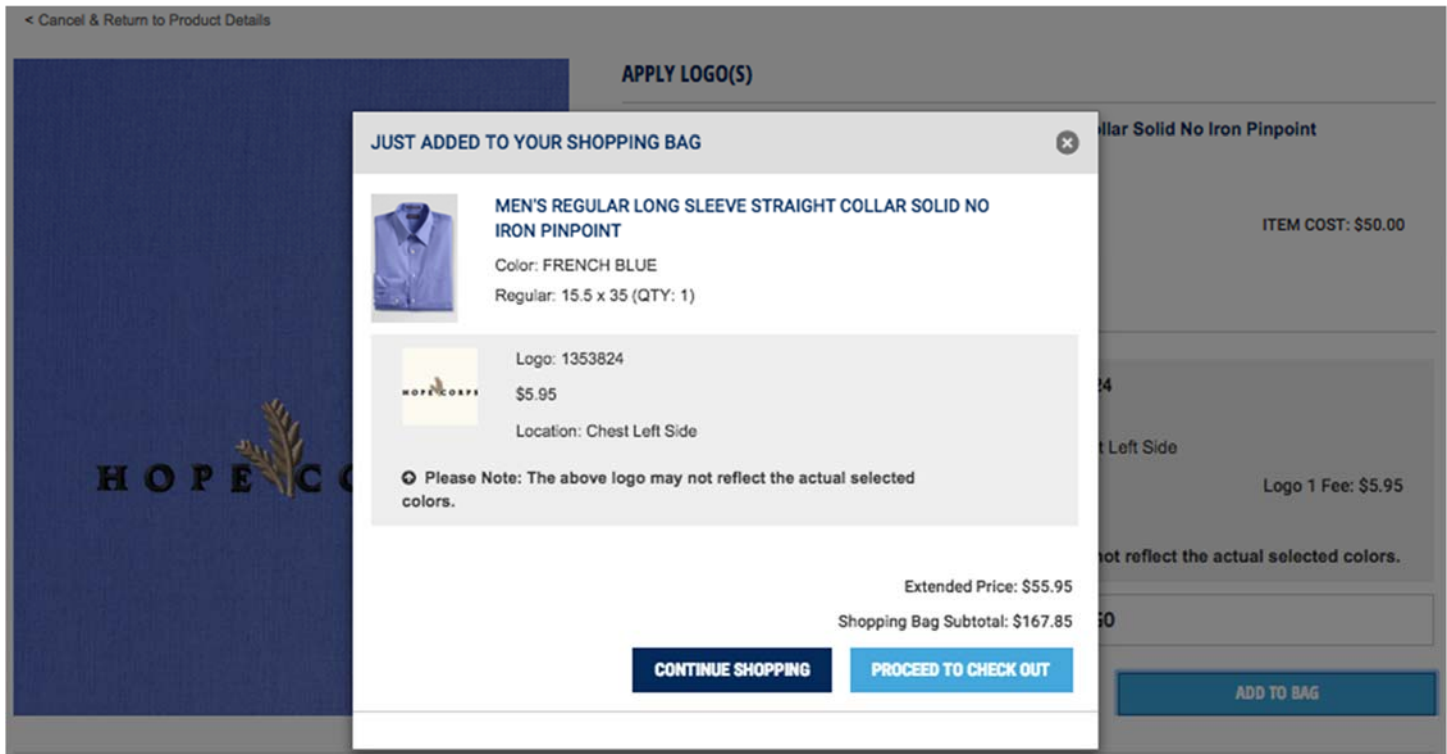 < Cancel & Return to Product Details
APPLY LOGO(S)
llar Solid No Iron Pinpoint
ITEM COST: $50.00
JUST ADDED TO YOUR SHOPPING BAG
MEN'S REGULAR LONG SLEEVE STRAIGHT COLLAR SOLID NO
IRON PINPOINT
Color: FRENCH BLUE
Regular: 15.5 x 35 (QTY: 1)
HOPE CORPS
Logo: 1353824
$5.95
Location: Chest Left Side
Please Note: The above logo may not reflect the actual selected
colors.
HOPE C
24
t Left Side
Logo 1 Fee: $5.95
not reflect the actual selected colors.
GO
Extended Price: $55.95
Shopping Bag Subtotal: $167.85
CONTINUE SHOPPING
PROCEED TO CHECK OUT
ADD TO BAG